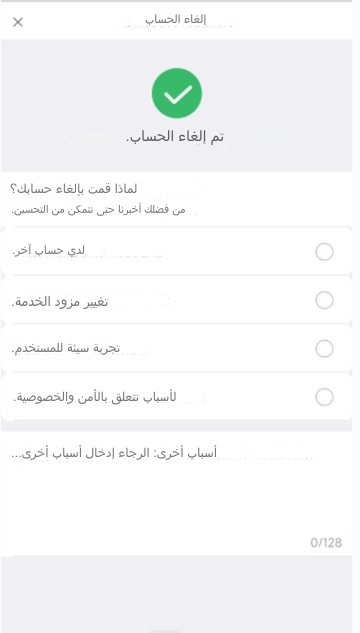 إلغاء الحساب
تم إلغاء الحساب.
لماذا قمت بإلغاء حسابك؟
من فضلك أخبرنا حتى نتمكن من التحسين.
لدي حساب آخر.
تغيير مزود الخدمة.
تجربة سيئة للمستخدم.
لأسباب تتعلق بالأمن والخصوصية.
أسباب أخرى: الرجاء إدخال أسباب أخرى...
0/128